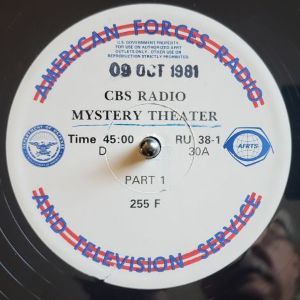 AMERICAN FORCES RADIO
U.S. GOVERNMENT PROPERTY
FOR USE ON AUTHORIZED AFRT
OUTLETS ONLY. OTHER USE OR
REPRODUCTION STRICTLY PROHIBITED
09 OCT 1981
CBS RADIO
MYSTERY THEATER
Time 45:00 RU 38-1
D 30A
AFRTS
PART 1
255 F
AND TELEVISION SERVICE